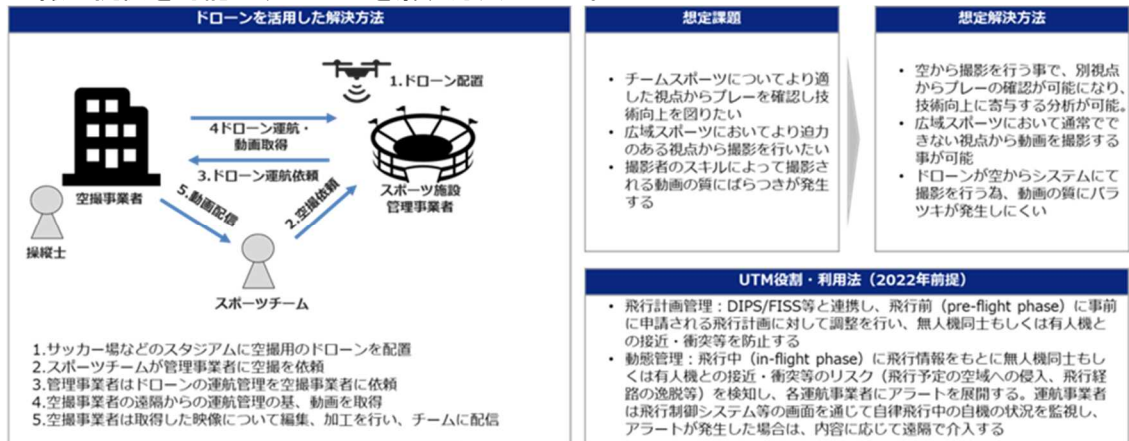 ドローンを活用した解決方法
1.ドローン配置
4ドローン運航・
動画取得
3.ドローン運航依頼
空撮事業者
スポーツ施設
管理事業者
5.動画配信
2.空撮依頼
操縦士
スポーツチーム
1.サッカー場などのスタジアムに空撮用のドローンを配置
2.スポーツチームが管理事業者に空撮を依頼
3.管理事業者はドローンの運航管理を空撮事業者に依頼
4.空撮事業者の遠隔からの運航管理の基、動画を取得
5.空撮事業者は取得した映像について編集、加工を行い、チームに配信
想定課題
• チームスポーツについてより適
した視点からプレーを確認し技
術向上を図りたい
• 広域スポーツにおいてより迫力
のある視点から撮影を行いたい
• 撮影者のスキルによって撮影さ
れる動画の質にばらつきが発生
する
想定解決方法
• 空から撮影を行う事で、別視点
からプレーの確認が可能になり、
技術向上に寄与する分析が可能。
• 広域スポーツにおいて通常でで
きない視点から動画を撮影する
事が可能
• ドローンが空からシステムにて
撮影を行う為、動画の質にバラ
ツキが発生しにくい
UTM役割・利用法（2022年前提）
• 飛行計画管理：DIPS/FISS等と連携し、飛行前（pre-flight phase）に事前
に申請される飛行計画に対して調整を行い、無人機同士もしくは有人機と
の接近・衝突等を防止する
• 動態管理：飛行中（in-flight phase）に飛行情報をもとに無人機同士もし
くは有人機との接近・衝突等のリスク（飛行予定の空域への侵入、飛行経
路の逸脱等）を検知し、各運航事業者にアラートを展開する。運航事業者
は飛行制御システム等の画面を通じて自律飛行中の自機の状況を監視し、
アラートが発生した場合は、内容に応じて遠隔で介入する